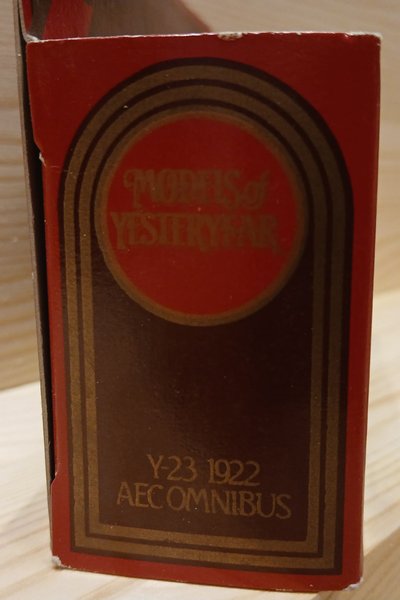 MODELS of
YESTERYEAR
Y-23 1922
AEC OMNIBUS